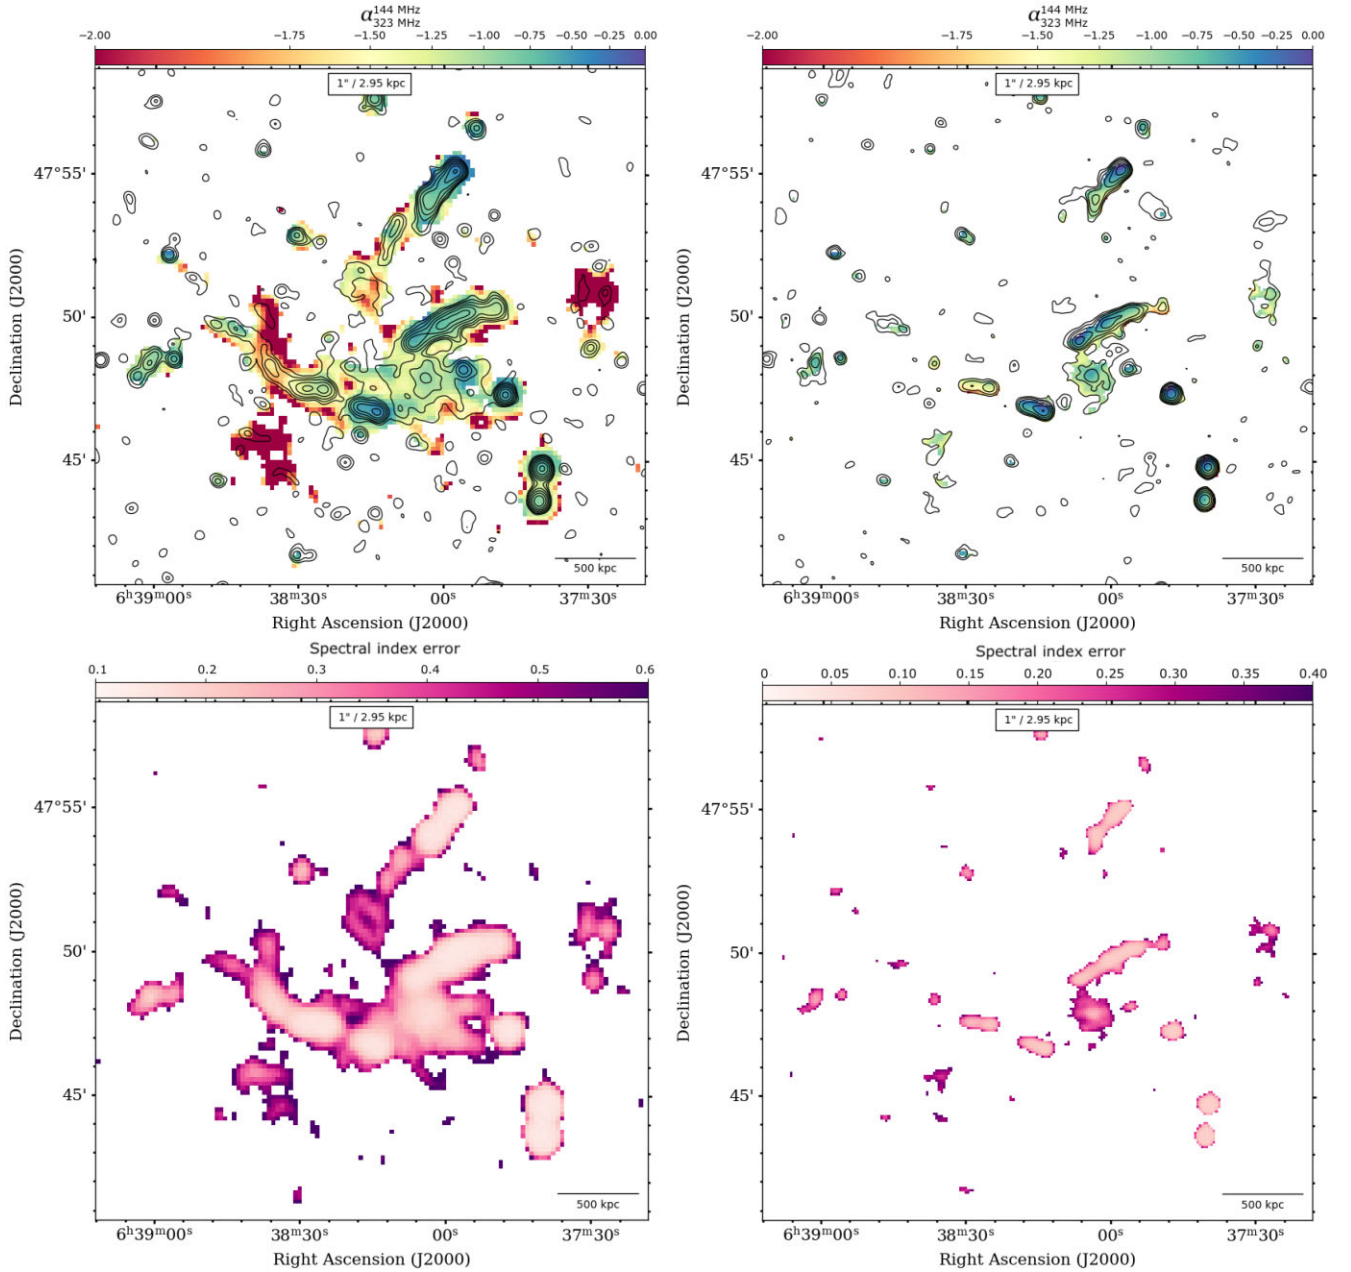 α 144 MHz 323 MHz
−2.00 −1.75 −1.50 −1.25 −1.00 −0.75 −0.50 −0.25 0.00
1" / 2.95 kpc
47°55'
50'
45'
Declination (J2000)
500 kpc
6h39m00s 38m30s 00s 37m30s
Right Ascension (J2000)
α 144 MHz 323 MHz
−2.00 −1.75 −1.50 −1.25 −1.00 −0.75 −0.50 −0.25 0.00
1" / 2.95 kpc
47°55'
50'
45'
Declination (J2000)
500 kpc
6h39m00s 38m30s 00s 37m30s
Right Ascension (J2000)
Spectral index error
0.1 0.2 0.3 0.4 0.5 0.6
1" / 2.95 kpc
47°55'
50'
45'
Declination (J2000)
500 kpc
6h39m00s 38m30s 00s 37m30s
Right Ascension (J2000)
Spectral index error
0 0.05 0.10 0.15 0.20 0.25 0.30 0.35 0.40
1" / 2.95 kpc
47°55'
50'
45'
Declination (J2000)
500 kpc
6h39m00s 38m30s 00s 37m30s
Right Ascension (J2000)